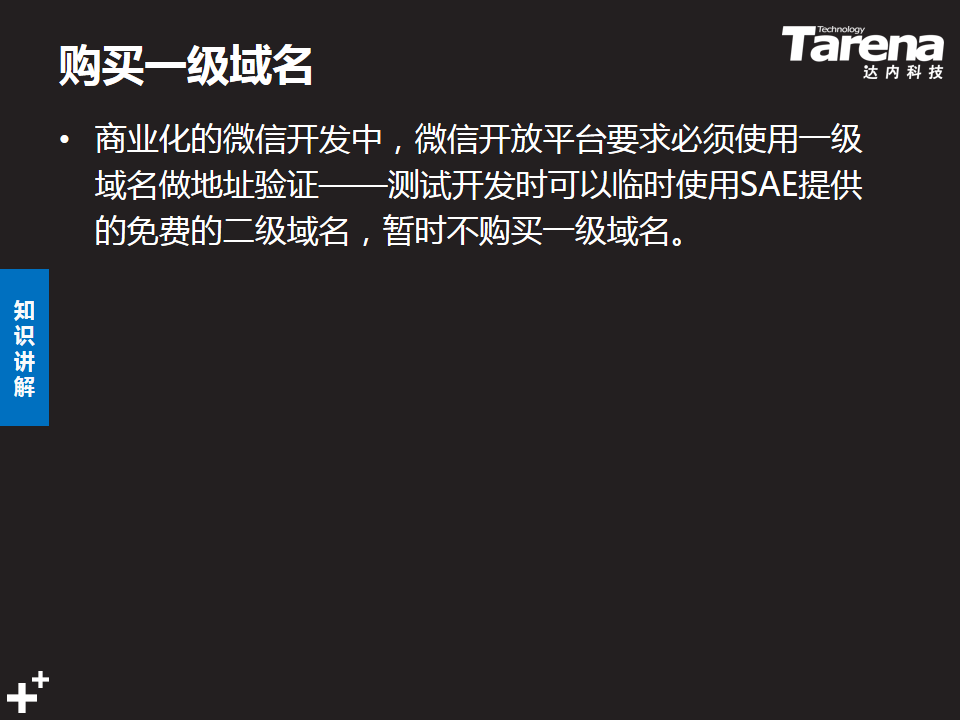 购买一级域名
Technology
Tarena
达内科技
• 商业化的微信开发中，微信开放平台要求必须使用一级
域名做地址验证——测试开发时可以临时使用SAE提供
的免费的二级域名，暂时不购买一级域名。
知
识
讲
解